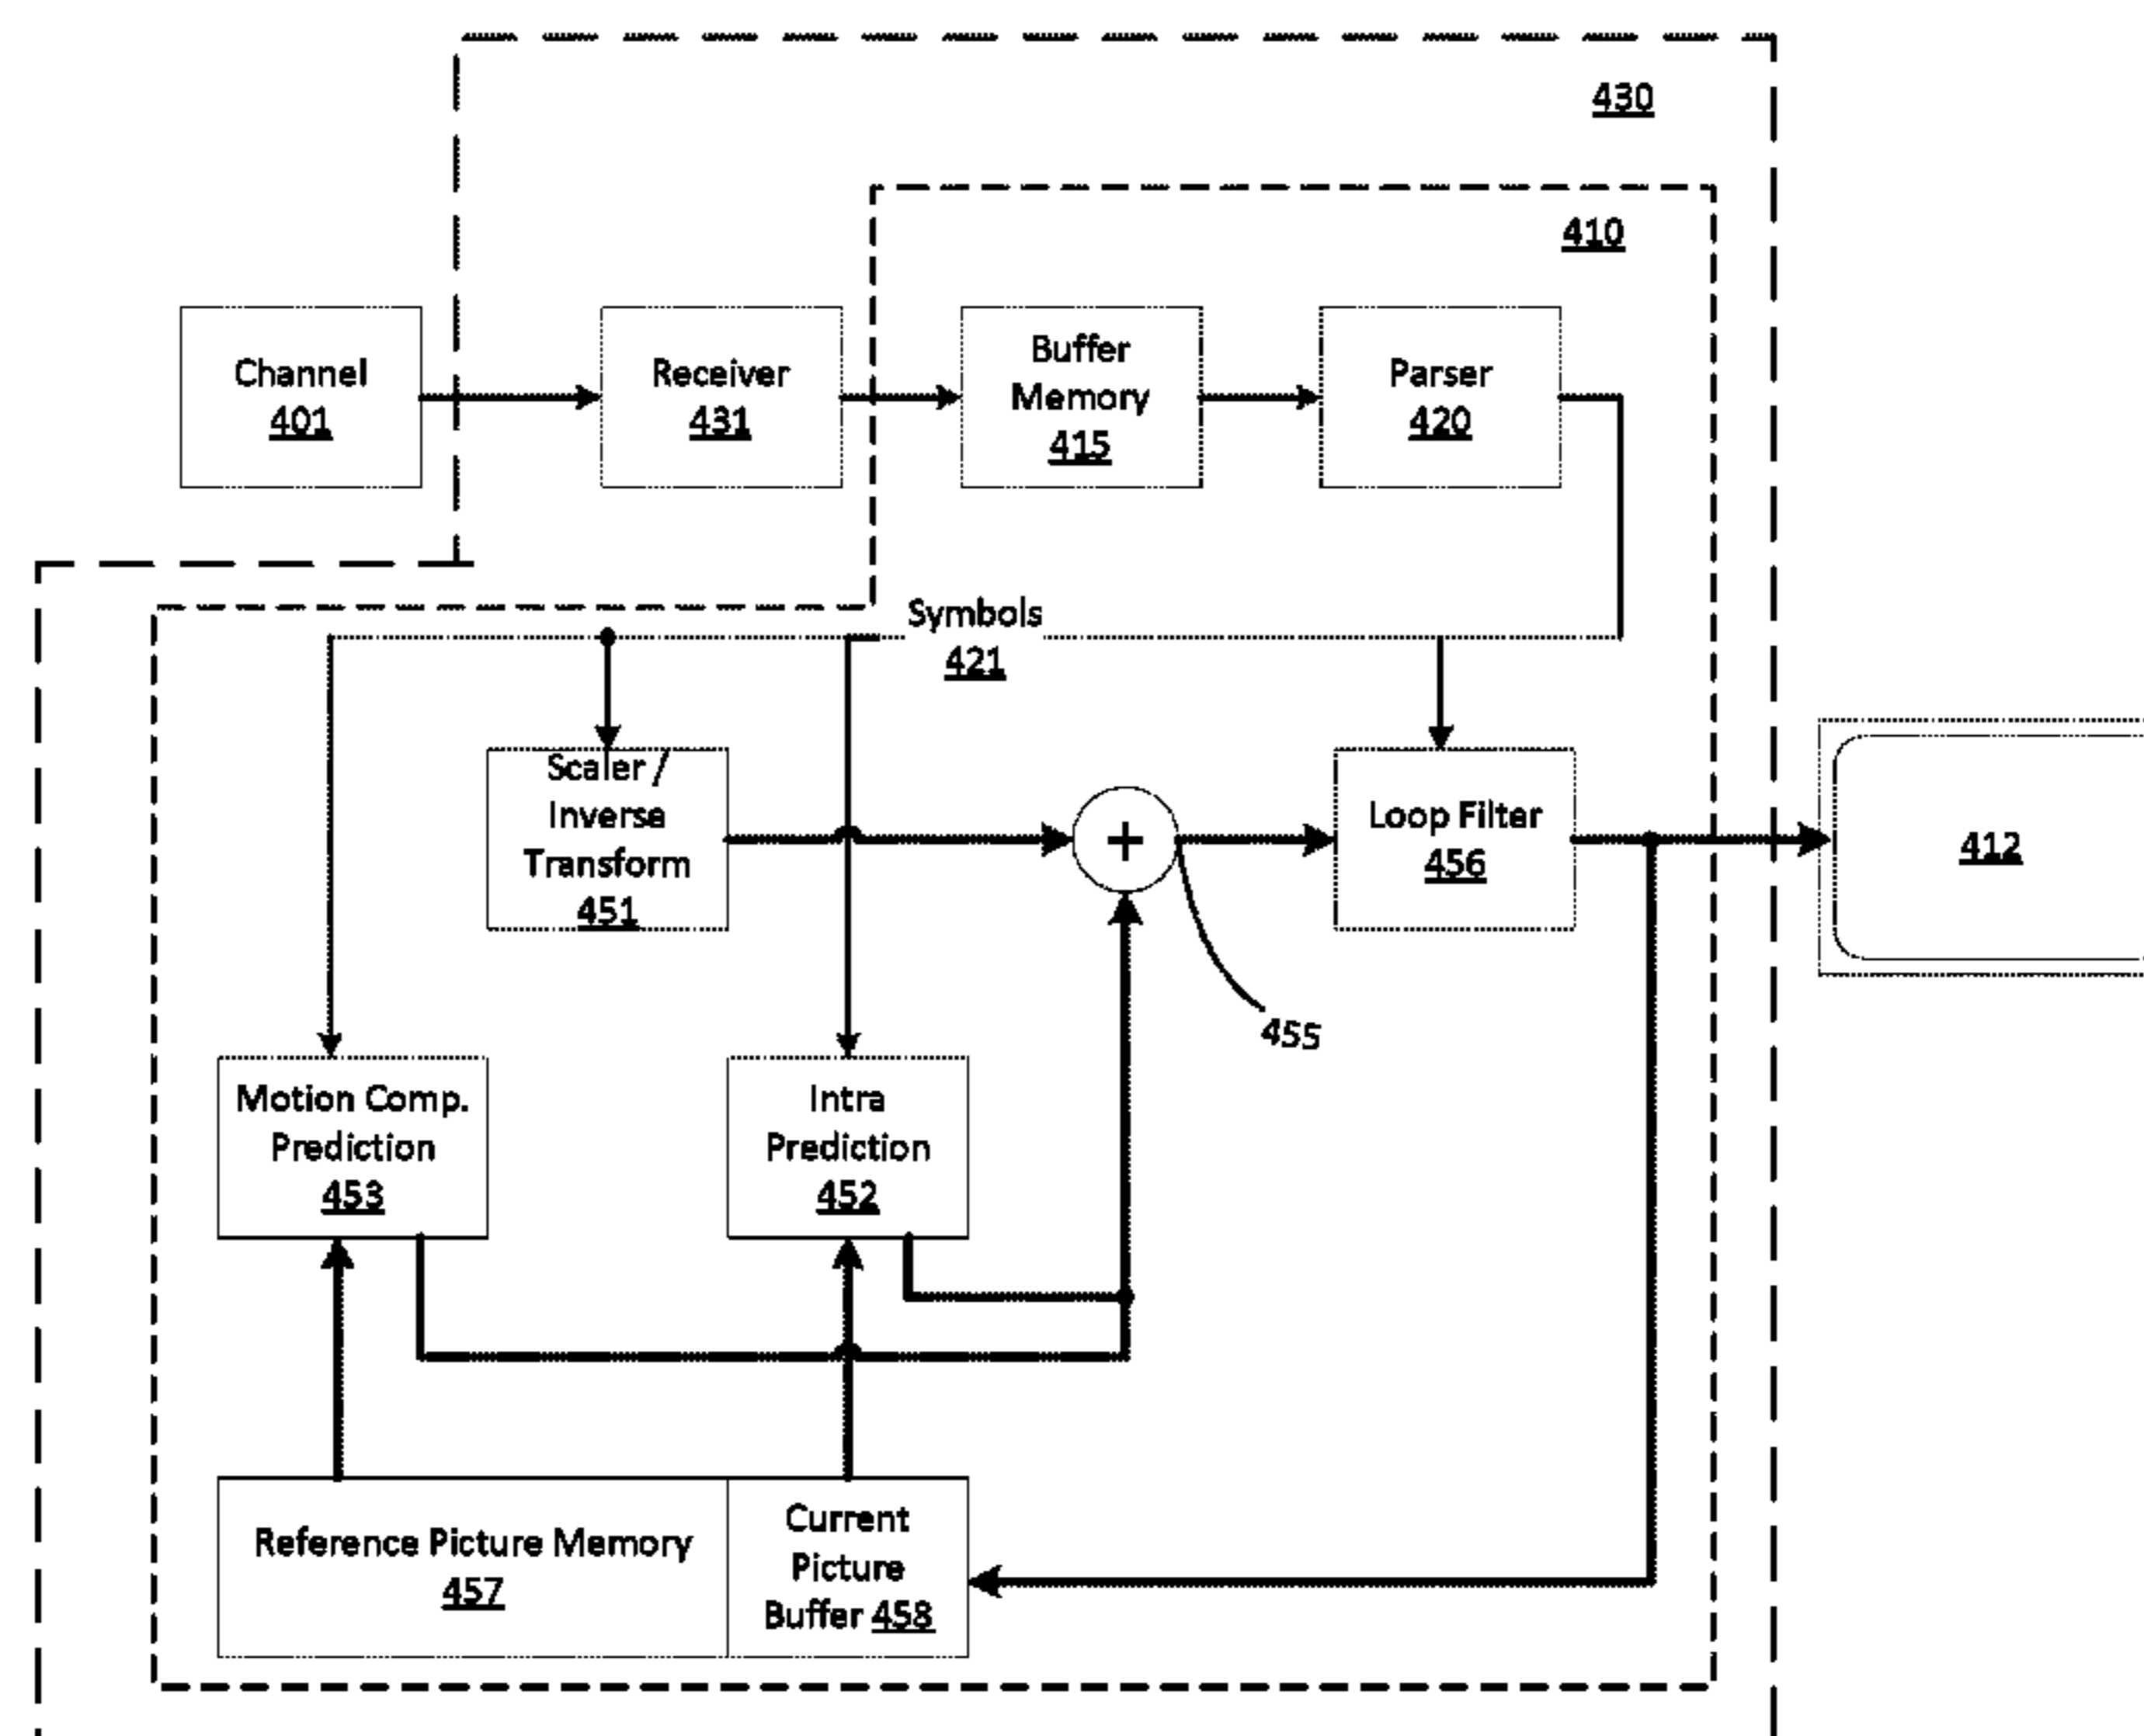 430
410
Channel
401
Receiver
431
Buffer
Memory
415
Parser
420
Symbols
421
Scaler /
Inverse
Transform
451
+
Loop Filter
456
412
455
Motion Comp.
Prediction
453
Intra
Prediction
452
Reference Picture Memory
457
Current
Picture
Buffer 458